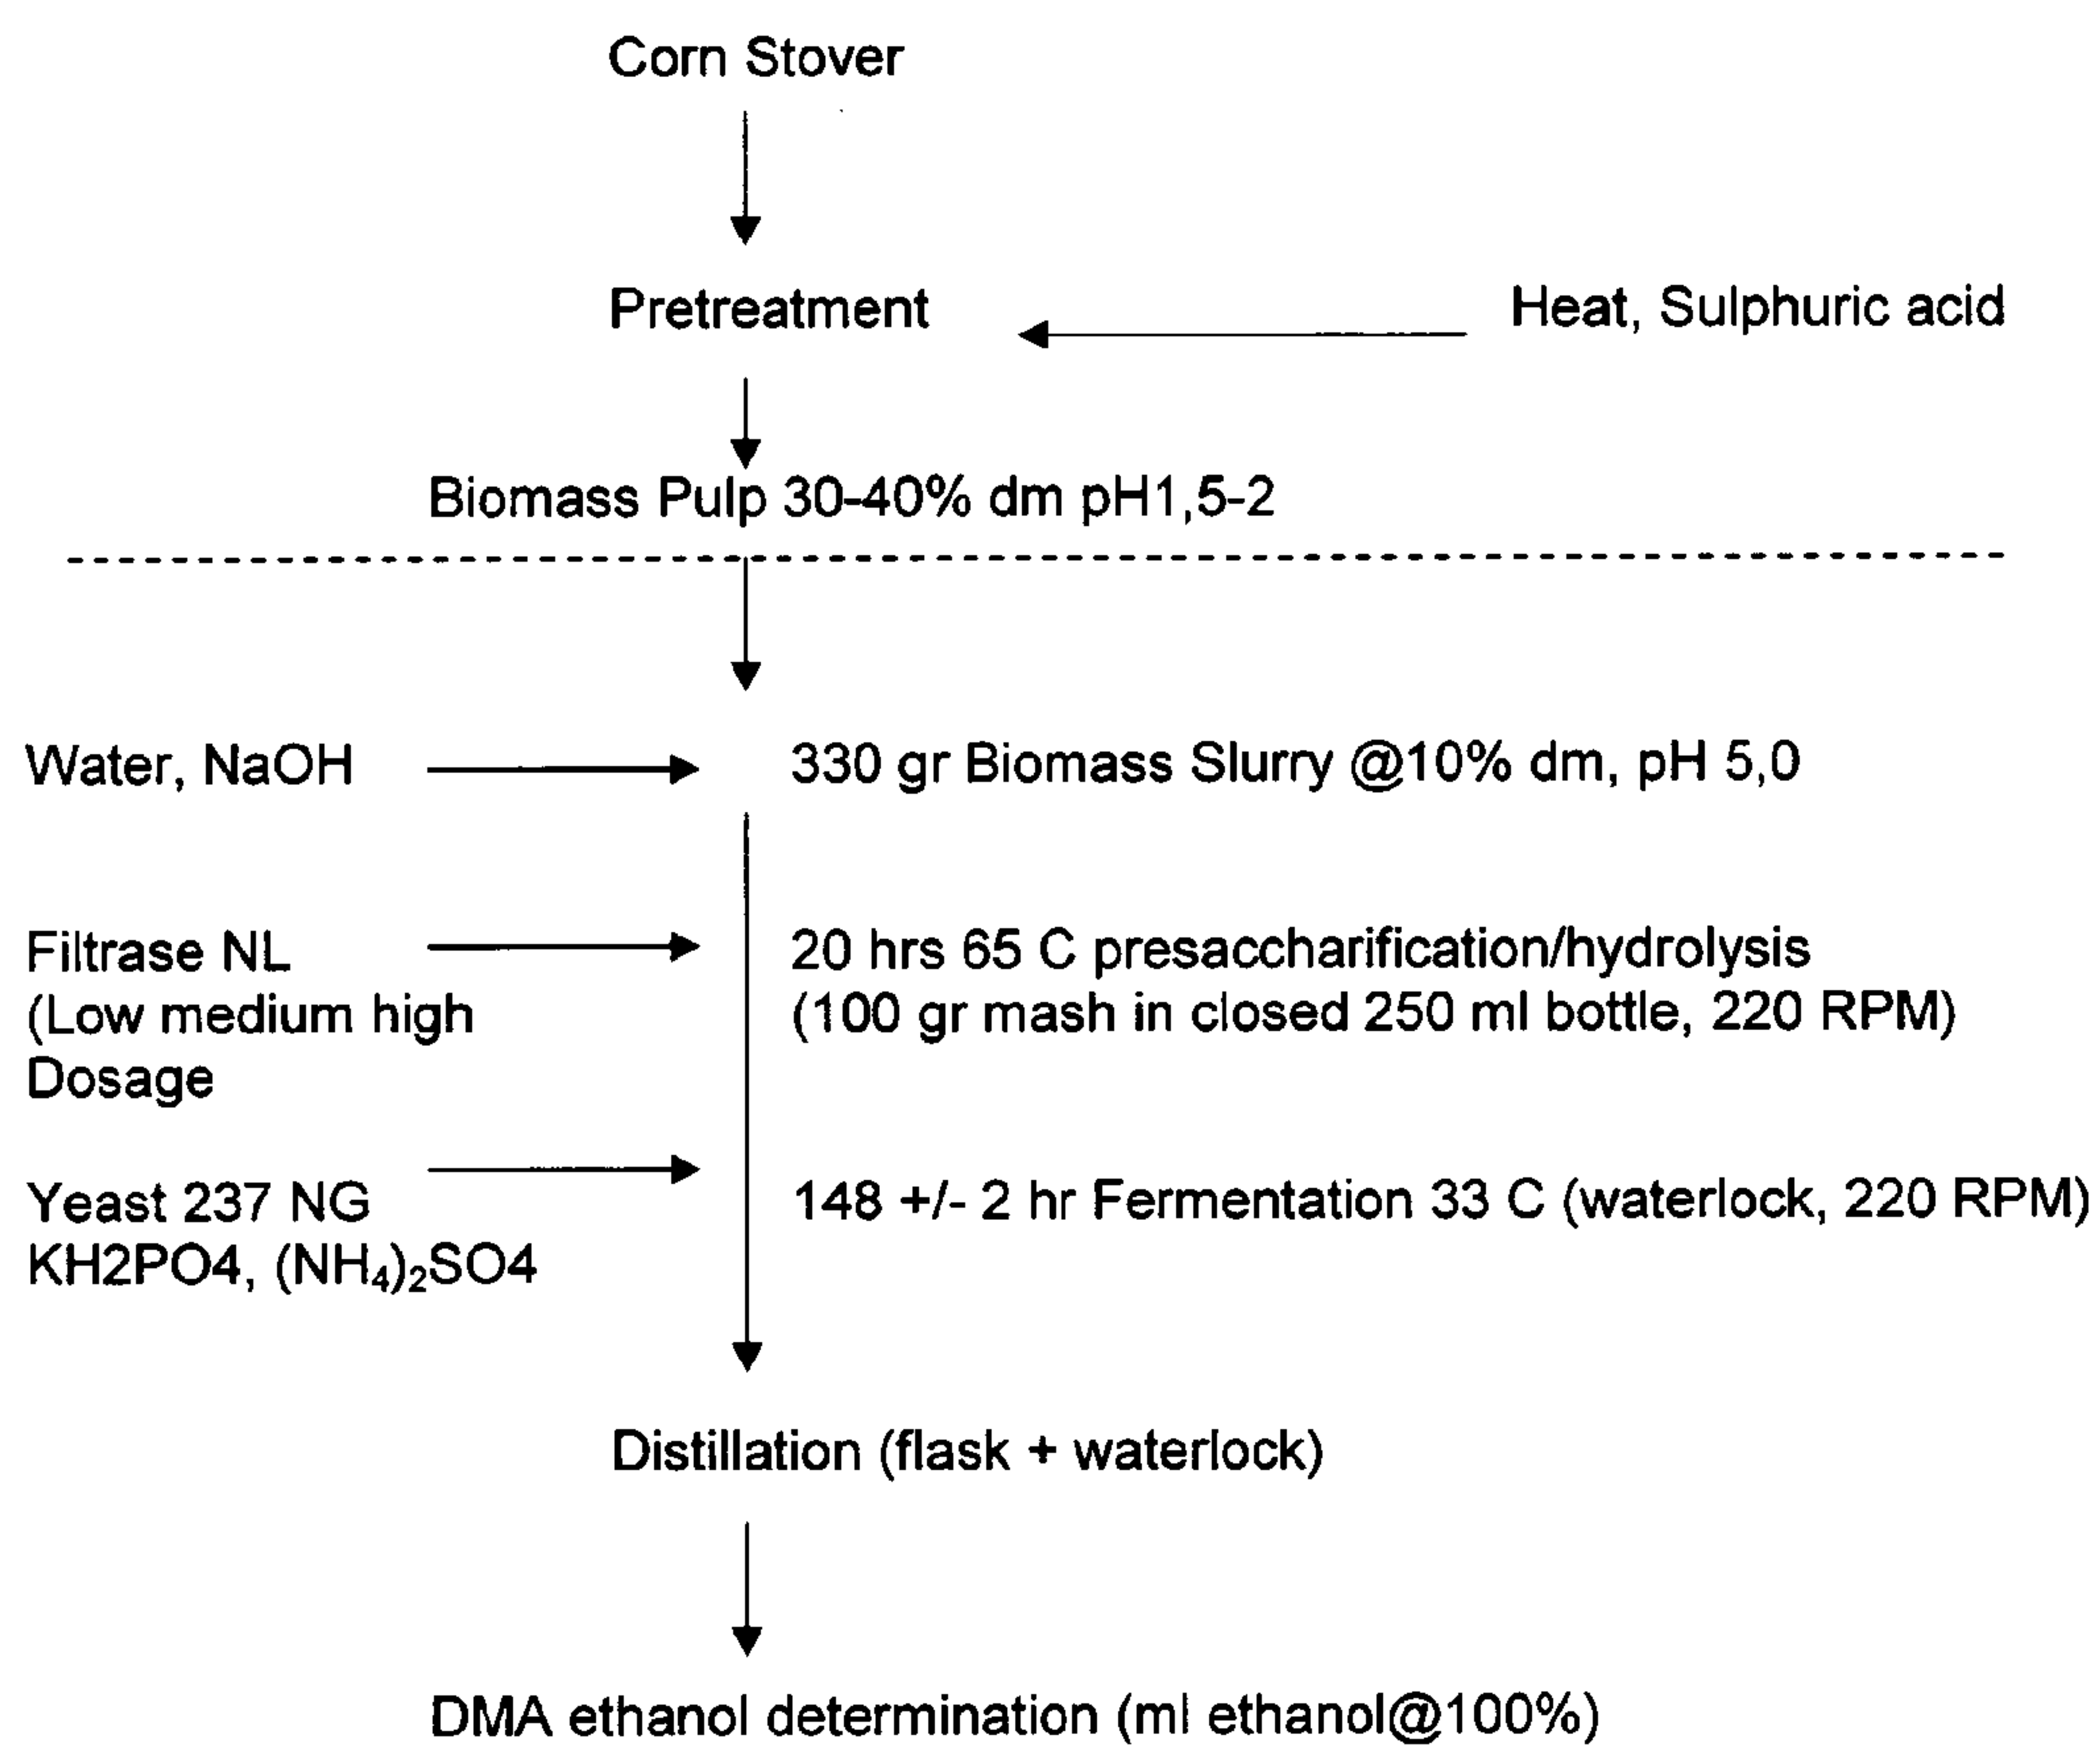 Corn Stover
Pretreatment
Heat, Sulphuric acid
Biomass Pulp 30-40% dm pH1,5-2
Water, NaOH
330 gr Biomass Slurry @10% dm, pH 5,0
Filtrase NL
(Low medium high
Dosage
20 hrs 65 C presaccharification/hydrolysis
(100 gr mash in closed 250 ml bottle, 220 RPM)
Yeast 237 NG
KH2PO4, (NH₄)₂SO4
148 +/- 2 hr Fermentation 33 C (waterlock, 220 RPM)
Distillation (flask + waterlock)
DMA ethanol determination (ml ethanol@100%)